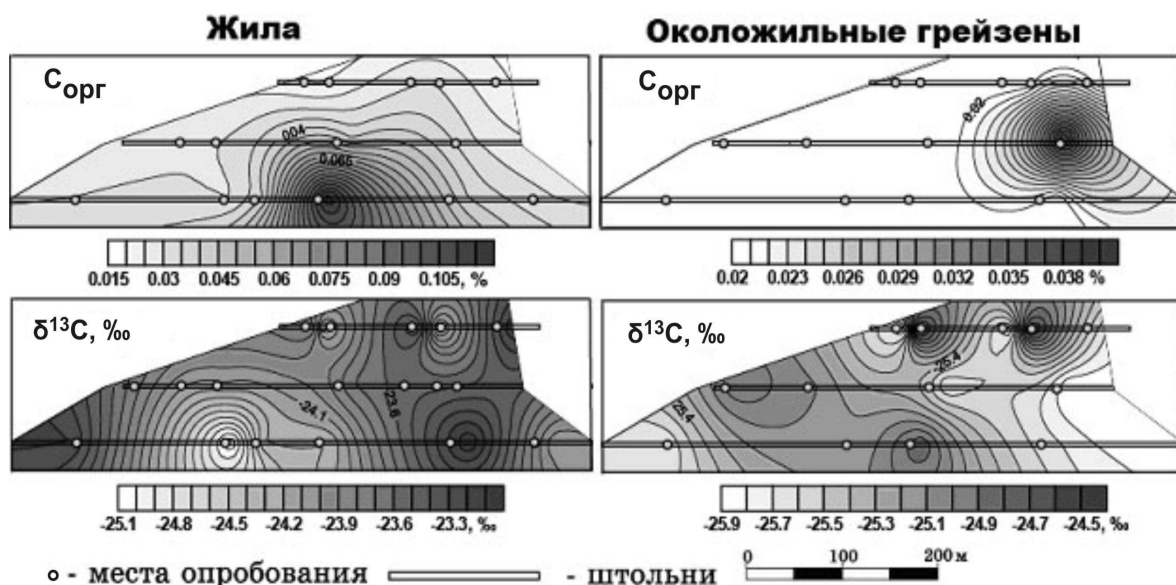 Жила
Околожильные грейзены
Сорг
004
0.065
0.015 0.03 0.045 0.06 0.075 0.09 0.105, %
Сорг
0.02
0.02 0.023 0.026 0.029 0.032 0.035 0.038 %
δ¹³C, ‰
-24.1
-23.6
-25.1 -24.8 -24.5 -24.2 -23.9 -23.6 -23.3, ‰
δ¹³C, ‰
-25.4
-25.4
-25.9 -25.7 -25.5 -25.3 -25.1 -24.9 -24.7 -24.5, ‰
- места опробования
- штольни
0 100 200 м